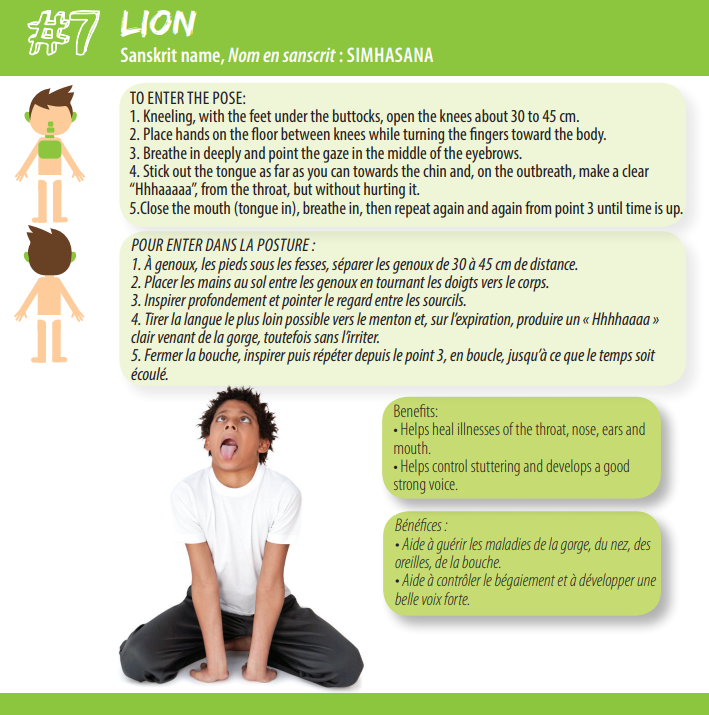 #7 LION
Sanskrit name, Nom en sanscrit : SIMHASANA
TO ENTER THE POSE:
1. Kneeling, with the feet under the buttocks, open the knees about 30 to 45 cm.
2. Place hands on the floor between knees while turning the fingers toward the body.
3. Breathe in deeply and point the gaze in the middle of the eyebrows.
4. Stick out the tongue as far as you can towards the chin and, on the outbreath, make a clear
“Hhhaaaaa”, from the throat, but without hurting it.
5.Close the mouth (tongue in), breathe in, then repeat again and again from point 3 until time is up.
POUR ENTER DANS LA POSTURE :
1. À genoux, les pieds sous les fesses, séparer les genoux de 30 à 45 cm de distance.
2. Placer les mains au sol entre les genoux en tournant les doigts vers le corps.
3. Inspirer profondement et pointer le regard entre les sourcils.
4. Tirer la langue le plus loin possible vers le menton et, sur l’expiration, produire un « Hhhhaaaa »
clair venant de la gorge, toutefois sans l’irriter.
5. Fermer la bouche, inspirer puis répéter depuis le point 3, en boucle, jusqu’à ce que le temps soit
écoulé.
Benefits:
• Helps heal illnesses of the throat, nose, ears and
mouth.
• Helps control stuttering and develops a good
strong voice.
Bénéfices :
• Aide à guérir les maladies de la gorge, du nez, des
oreilles, de la bouche.
• Aide à contrôler le bégaiement et à développer une
belle voix forte.